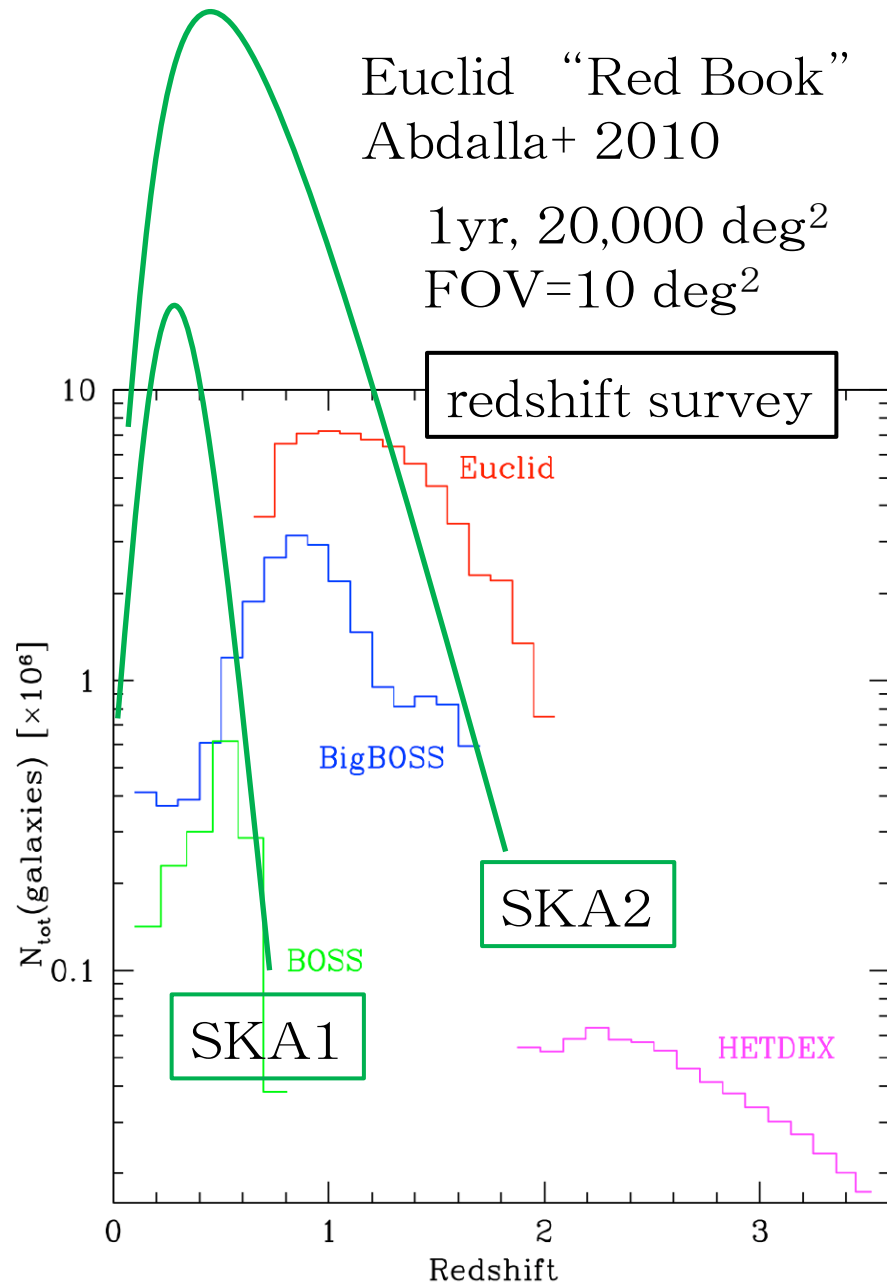 Euclid “Red Book”
Abdalla+ 2010
1yr, 20,000 deg²
FOV=10 deg²
redshift survey
10
Euclid
1
BigBOSS
N_tot(galaxies) [×10⁶]
SKA2
BOSS
0.1
SKA1
HETDEX
0 1 2 3
Redshift